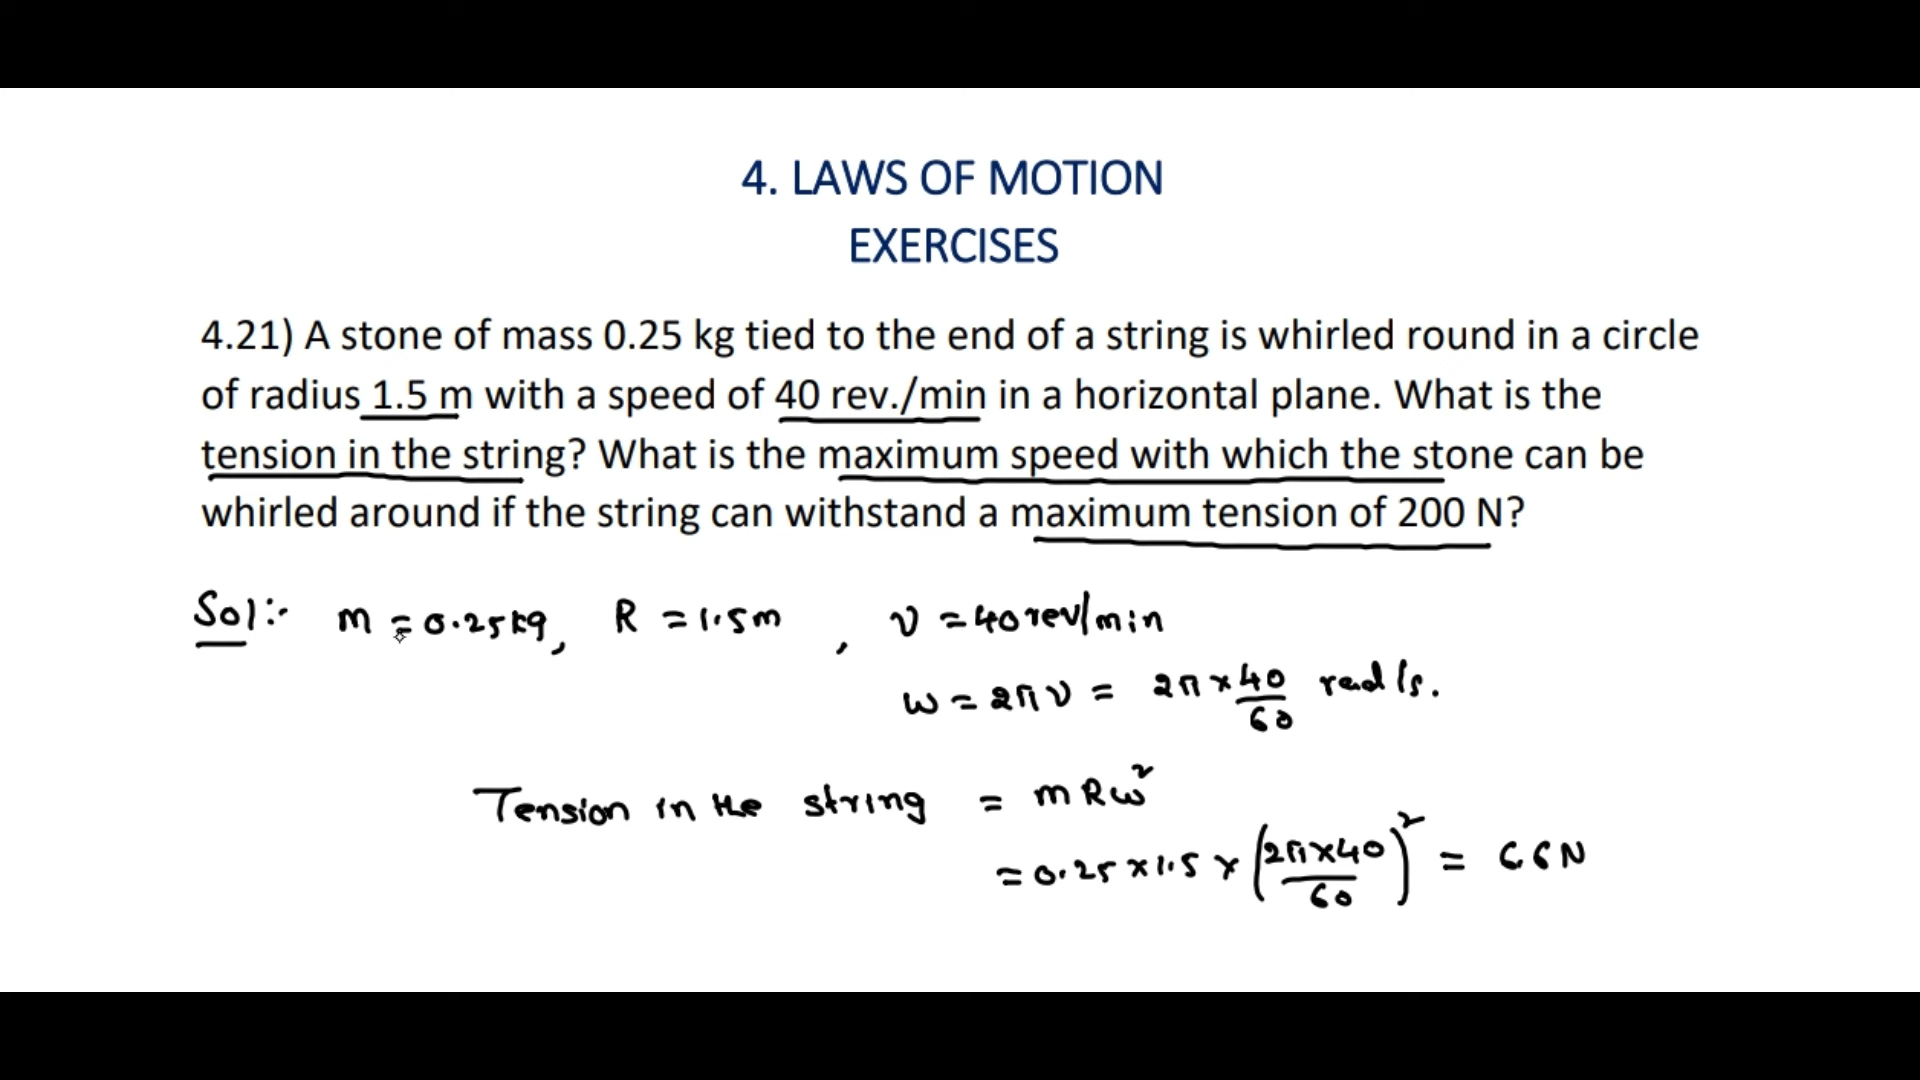 4. LAWS OF MOTION
EXERCISES
4.21) A stone of mass 0.25 kg tied to the end of a string is whirled round in a circle
of radius 1.5 m with a speed of 40 rev./min in a horizontal plane. What is the
tension in the string? What is the maximum speed with which the stone can be
whirled around if the string can withstand a maximum tension of 200 N?
Sol:- m = 0.25kg, R = 1.5m , ν = 40rev/min
ω = 2πν = 2π × 40/60 rad/s.
Tension in the string = mRω²
= 0.25 × 1.5 × (2π×40/60)² = 6.6N